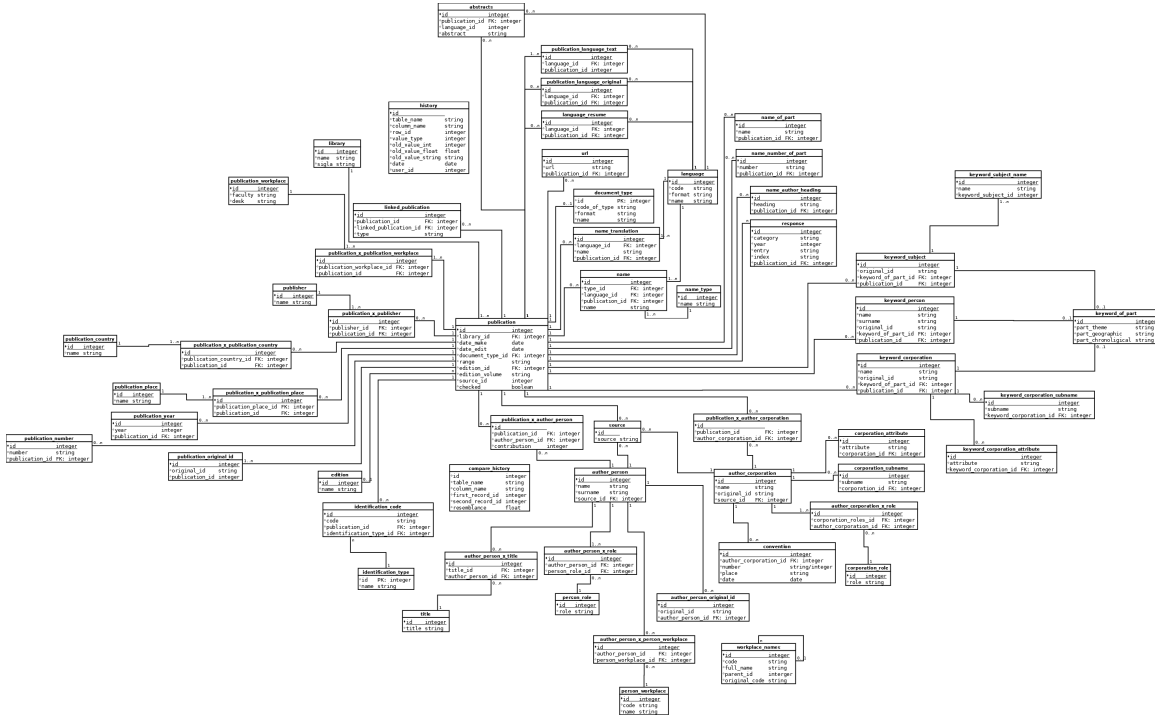 abstracts
*id integer
*publication_id FK: integer
*language_id integer
*abstract string
publication_language_text
*id integer
*language_id FK: integer
*publication_id integer
publication_language_original
*id integer
*language_id FK: integer
*publication_id FK: integer
language_resume
*id integer
*language_id FK: integer
*publication_id FK: integer
history
*id
*table_name string
*column_name string
*row_id integer
*value_type integer
*old_value_int integer
*old_value_float float
*old_value_string string
*date date
*user_id integer
name_of_part
*id integer
*name string
*publication_id FK: integer
library
*id integer
*name string
*sigla string
url
*id integer
*url string
*publication_id FK: integer
name_number_of_part
*id integer
*number string
*publication_id FK: integer
language
*id integer
*code string
*format string
*name string
keyword_subject_name
*id integer
*name string
*keyword_subject_id integer
publication_workplace
*id integer
*faculty string
*desk string
document_type
*id PK: integer
*code_of_type string
*format string
*name string
name_author_heading
*id integer
*heading string
*publication_id FK: integer
linked_publication
*id integer
*publication_id FK: integer
*linked_publication_id FK: integer
*type string
name_translation
*id integer
*language_id FK: integer
*name string
*publication_id FK: integer
response
*id integer
*category string
*year integer
*entry string
*index string
*publication_id FK: integer
publication_x_publication_workplace
*id integer
*publication_workplace_id FK: integer
*publication_id FK: integer
keyword_subject
*id integer
*original_id string
*keyword_of_part_id FK: integer
*publication_id FK: integer
name
*id integer
*type_id FK: integer
*language_id FK: integer
*publication_id FK: integer
*name string
name_type
*id integer
*name string
publisher
*id integer
*name string
keyword_person
*id integer
*name string
*surname string
*original_id string
*keyword_of_part_id FK: integer
*publication_id FK: integer
keyword_of_part
*id integer
*part_theme string
*part_geographic string
*part_chronoligical string
publication_x_publisher
*id integer
*publisher_id FK: integer
*publication_id FK: integer
publication
*id integer
*library_id FK: integer
*date_make date
*date_edit date
*document_type_id FK: integer
*range string
*edition_id FK: integer
*edition_volume string
*source_id integer
*checked boolean
publication_country
*id integer
*name string
publication_x_publication_country
*id integer
*publication_country_id FK: integer
*publication_id FK: integer
keyword_corporation
*id integer
*name string
*original_id string
*keyword_of_part_id FK: integer
*publication_id FK: integer
publication_place
*id integer
*name string
publication_x_publication_place
*id integer
*publication_place_id FK: integer
*publication_id FK: integer
keyword_corporation_subname
*id integer
*subname string
*keyword_corporation_id FK: integer
publication_year
*id integer
*year integer
*publication_id FK: integer
publication_x_author_person
*id integer
*publication_id FK: integer
*author_person_id FK: integer
*contribution integer
source
*id
*source string
publication_x_author_corporation
*id integer
*publication_id FK: integer
*author_corporation_id FK: integer
publication_number
*id integer
*number string
*publication_id FK: integer
corporation_attribute
*id integer
*attribute string
*corporation_id FK: integer
keyword_corporation_attribute
*id integer
*attribute string
*keyword_corporation_id FK: integer
publication_original_id
*id integer
*original_id string
*publication_id integer
compare_history
*id integer
*table_name string
*column_name string
*first_record_id integer
*second_record_id integer
*resemblance float
author_person
*id integer
*name string
*surname string
*source_id FK: integer
author_corporation
*id integer
*name string
*original_id string
*source_id FK: integer
corporation_subname
*id integer
*subname string
*corporation_id FK: integer
edition
*id integer
*name string
identification_code
*id integer
*code string
*publication_id FK: integer
*identification_type_id FK: integer
author_corporation_x_role
*id integer
*corporation_roles_id FK: integer
*author_corporation_id FK: integer
convention
*id integer
*author_corporation_id FK: integer
*number string/integer
*place string
*date date
author_person_x_title
*id integer
*title_id FK: integer
*author_person_id FK: integer
author_person_x_role
*id integer
*author_person_id FK: integer
*person_role_id FK: integer
identification_type
*id PK: integer
*name string
corporation_role
*id integer
*role string
person_role
*id integer
*role string
author_person_original_id
*id integer
*original_id string
*author_person_id FK: integer
title
*id integer
*title string
author_person_x_person_workplace
*id integer
*author_person_id FK: integer
*person_workplace_id FK: integer
workplace_names
*id integer
*code string
*full_name string
*parent_id interger
*original_code string
person_workplace
*id integer
*code string
*name string